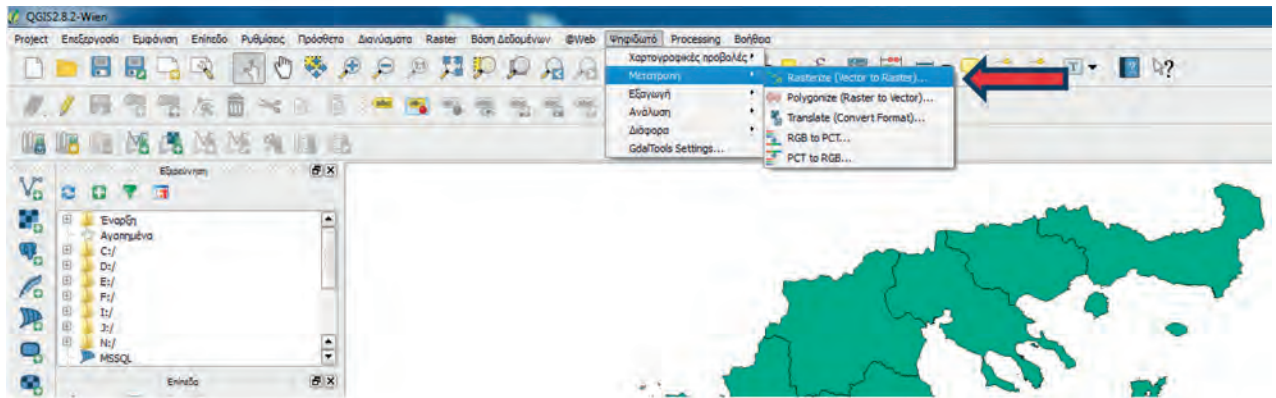 QGIS2.8.2-Wien
Project Επεξεργασία Εμφάνιση Επίπεδο Ρυθμίσεις Πρόσθετα Διανύσματα Raster Βάση Δεδομένων @Web Ψηφιδωτό Processing Βοήθεια
Χαρτογραφικές προβολές
Μετατροπή
Εξαγωγή
Ανάλυση
Διάφορα
GdalTools Settings...
Rasterize (Vector to Raster)...
Polygonize (Raster to Vector)...
Translate (Convert Format)...
RGB to PCT...
PCT to RGB...
Εξερεύνηση
Έναρξη
Αγαπημένα
C:/
D:/
E:/
F:/
I:/
J:/
N:/
MSSQL
Επίπεδα